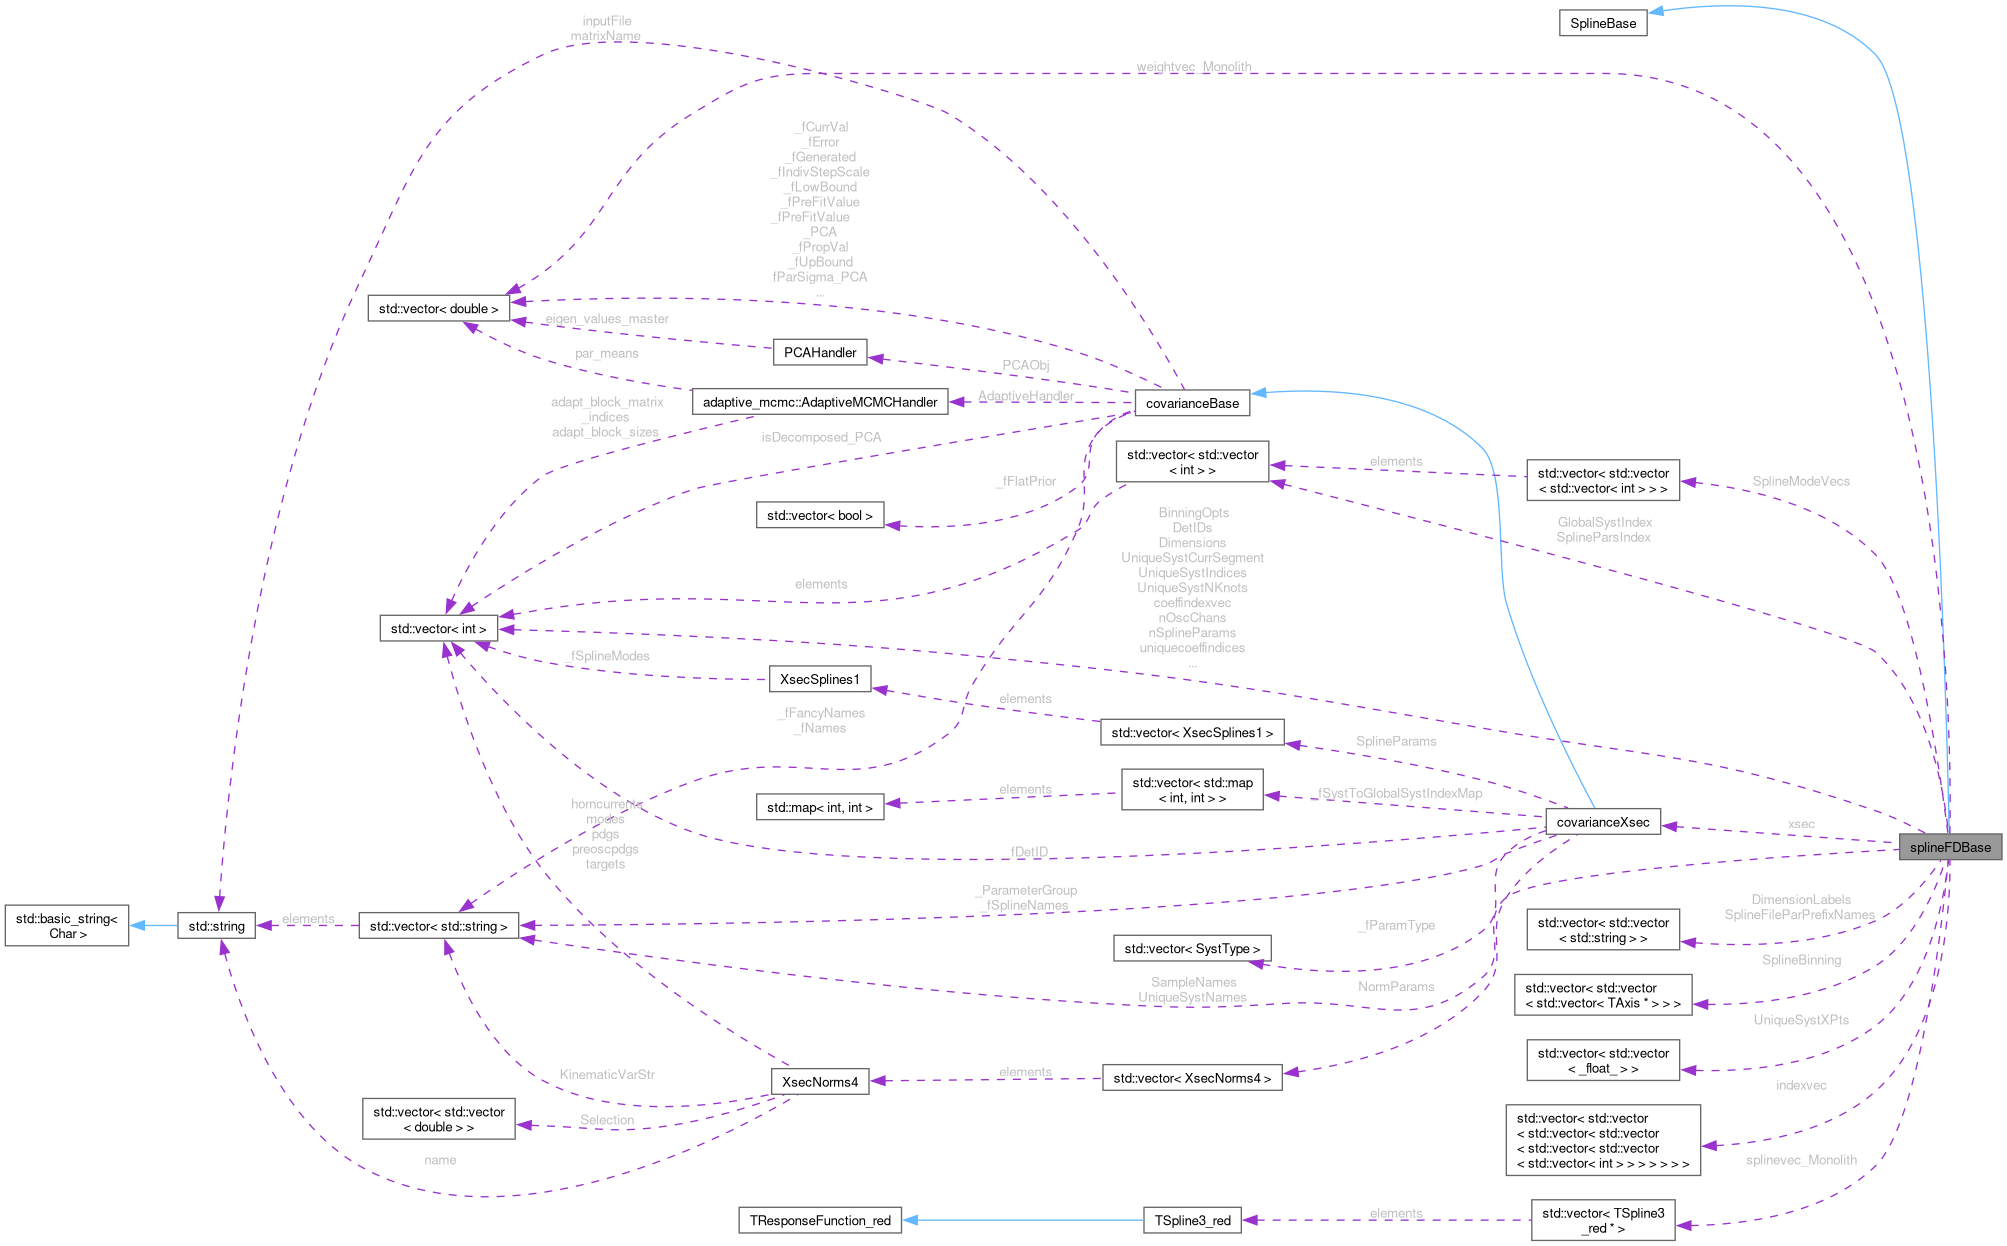 inputFile
matrixName
SplineBase
weightvec_Monolith
_fCurrVal
_fError
_fGenerated
_fIndivStepScale
_fLowBound
_fPreFitValue
_fPreFitValue
_PCA
_fPropVal
_fUpBound
fParSigma_PCA
...
std::vector< double >
eigen_values_master
PCAHandler
par_means
PCAObj
adaptive_mcmc::AdaptiveMCMCHandler
AdaptiveHandler
covarianceBase
adapt_block_matrix
_indices
adapt_block_sizes
isDecomposed_PCA
std::vector< std::vector
< int > >
elements
std::vector< std::vector
< std::vector< int > > >
SplineModeVecs
_fFlatPrior
std::vector< bool >
GlobalSystIndex
SplineParsIndex
BinningOpts
DetIDs
Dimensions
UniqueSystCurrSegment
UniqueSystIndices
UniqueSystNKnots
coeffindexvec
nOscChans
nSplineParams
uniquecoeffindices
...
elements
std::vector< int >
_fSplineModes
XsecSplines1
elements
std::vector< XsecSplines1 >
SplineParams
_fFancyNames
_fNames
std::map< int, int >
elements
std::vector< std::map
< int, int > >
_fSystToGlobalSystIndexMap
covarianceXsec
xsec
splineFDBase
horncurrents
modes
pdgs
preoscpdgs
targets
_fDetID
_ParameterGroup
_fSplineNames
std::basic_string<
Char >
std::string
elements
std::vector< std::string >
std::vector< SystType >
_fParamType
std::vector< std::vector
< std::string > >
DimensionLabels
SplineFileParPrefixNames
SplineBinning
SampleNames
UniqueSystNames
NormParams
std::vector< std::vector
< std::vector< TAxis * > > >
UniqueSystXPts
std::vector< std::vector
< _float_ > >
KinematicVarStr
XsecNorms4
elements
std::vector< XsecNorms4 >
indexvec
std::vector< std::vector
< double > >
Selection
std::vector< std::vector
< std::vector< std::vector
< std::vector< std::vector
< std::vector< int > > > > > > >
name
splinevec_Monolith
TResponseFunction_red
TSpline3_red
elements
std::vector< TSpline3
_red * >